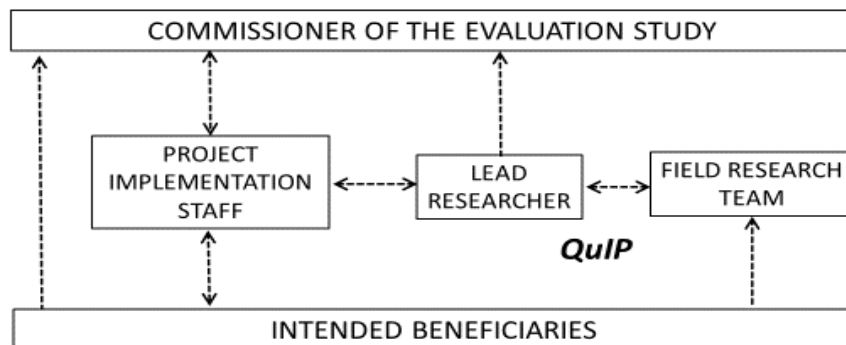 COMMISSIONER OF THE EVALUATION STUDY
PROJECT
IMPLEMENTATION
STAFF
LEAD
RESEARCHER
FIELD RESEARCH
TEAM
QuIP
INTENDED BENEFICIARIES